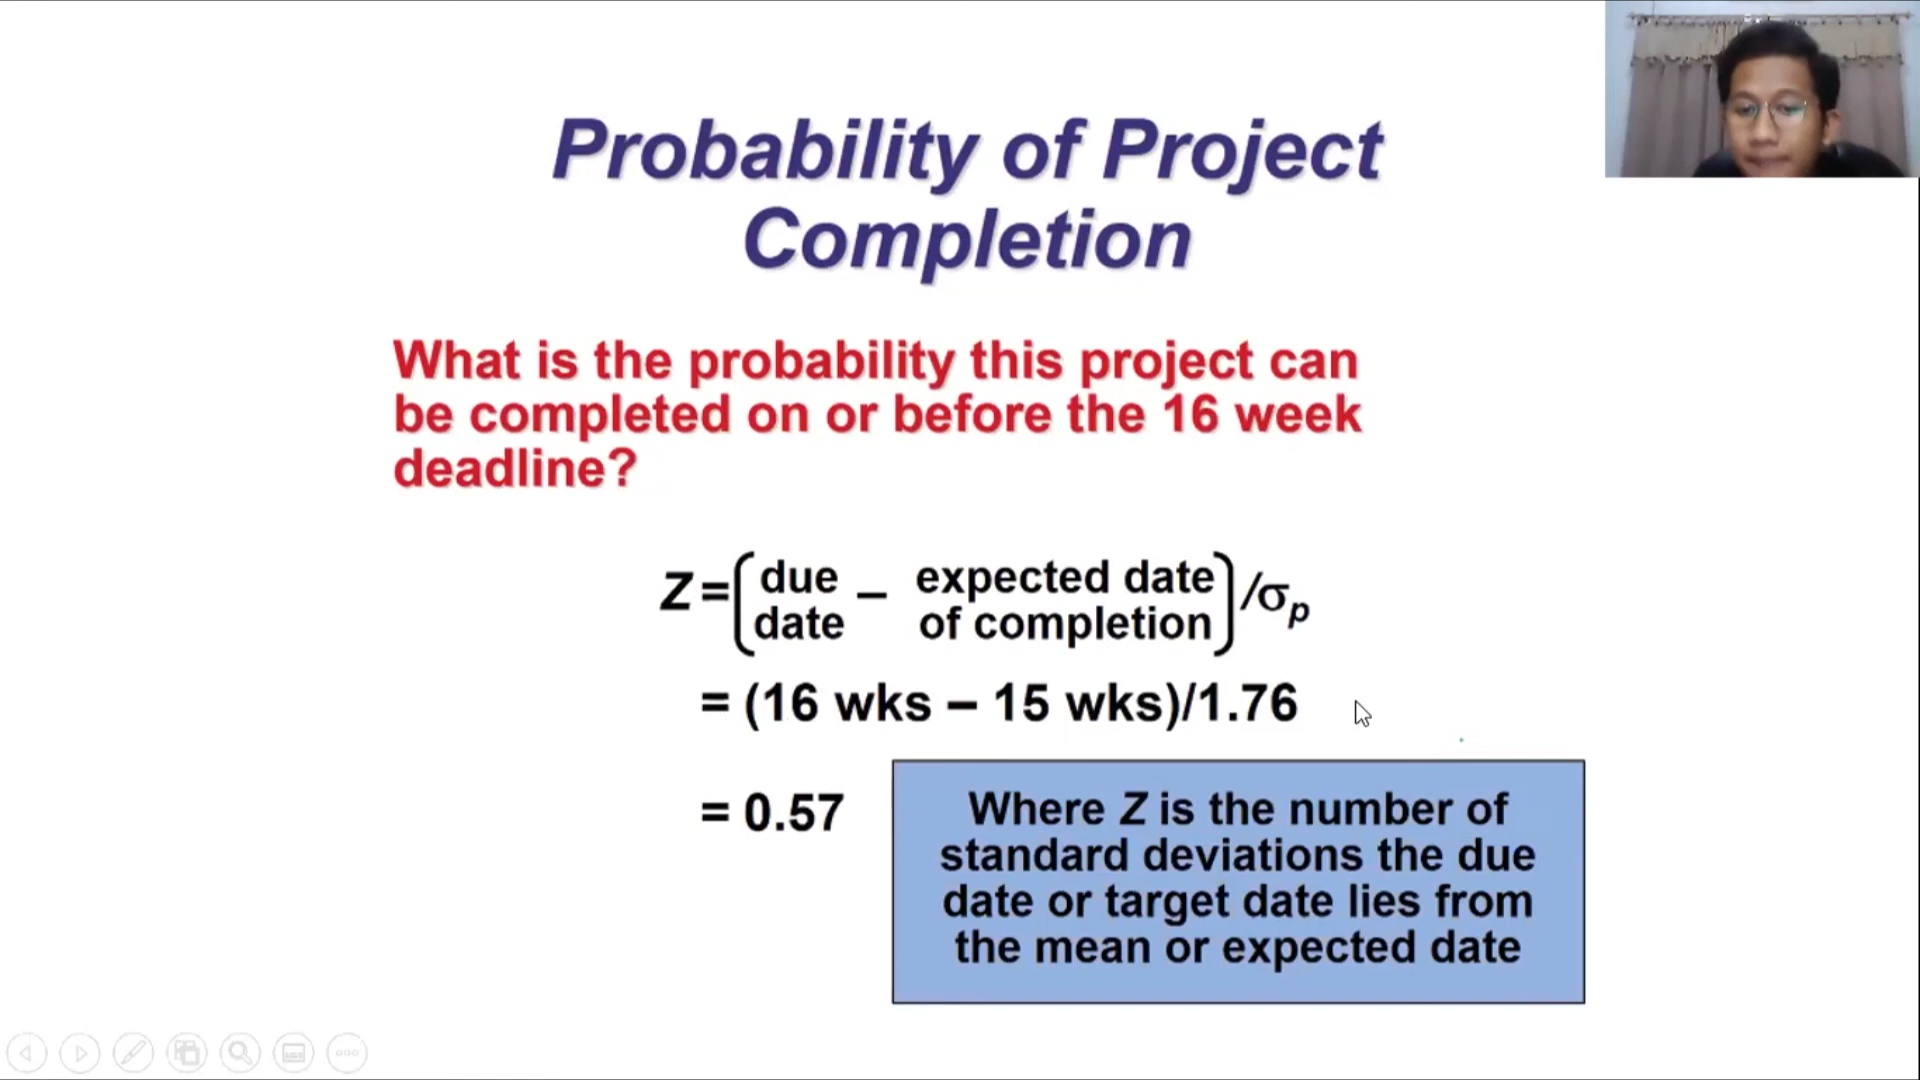 Probability of Project
Completion
What is the probability this project can
be completed on or before the 16 week
deadline?
Z = (due date – expected date of completion) /σp
= (16 wks – 15 wks)/1.76
= 0.57
Where Z is the number of
standard deviations the due
date or target date lies from
the mean or expected date